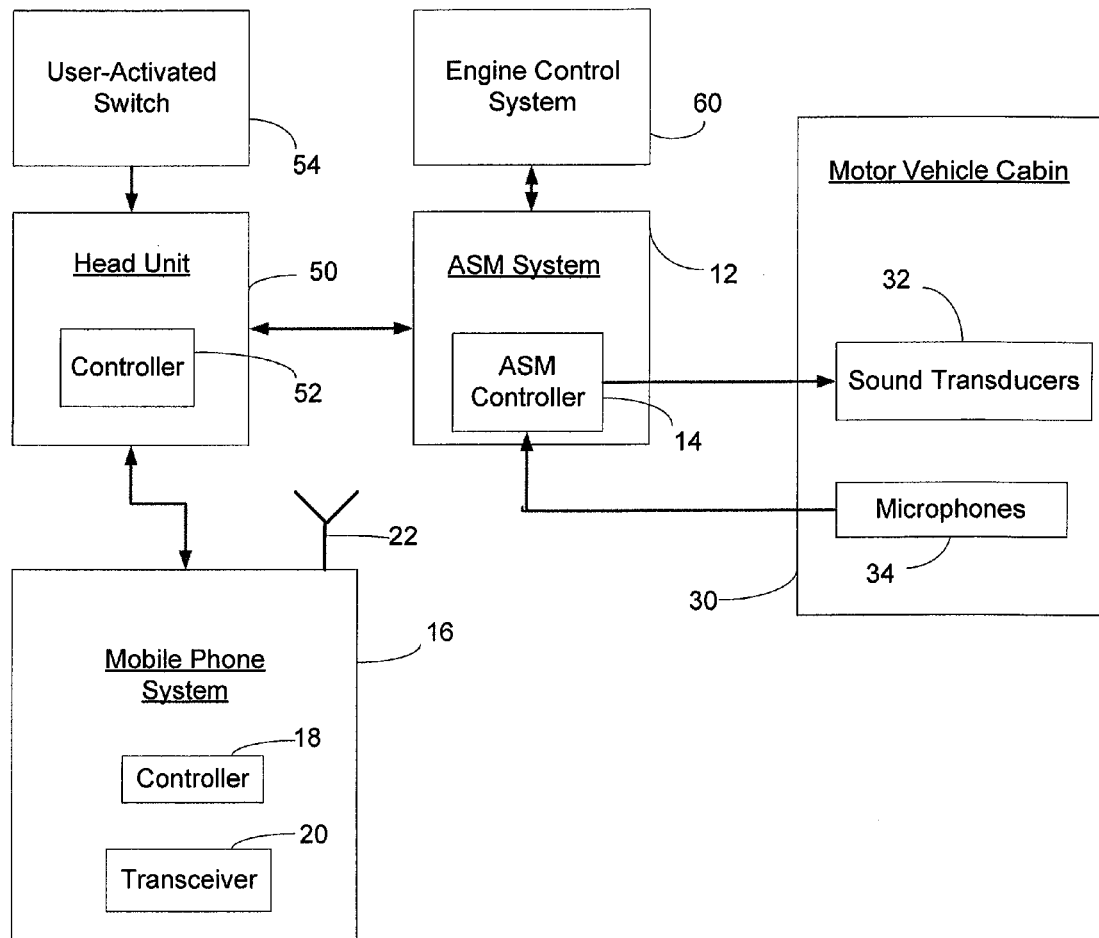 User-Activated
Switch
54
Engine Control
System
60
Motor Vehicle Cabin
Head Unit
50
Controller
52
ASM System
12
ASM
Controller
14
32
Sound Transducers
Microphones
34
30
22
16
Mobile Phone
System
18
Controller
20
Transceiver